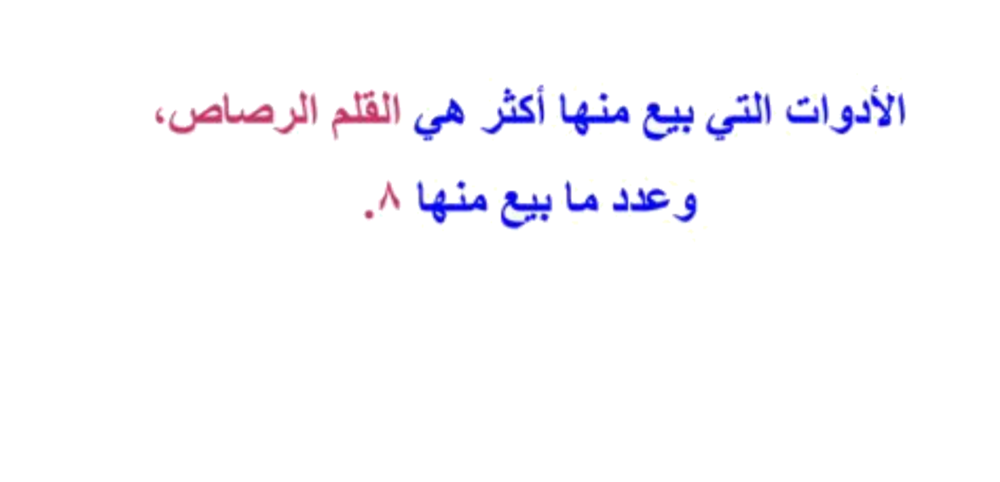 الأدوات التي بيع منها أكثر هي القلم الرصاص،
وعدد ما بيع منها ٨.